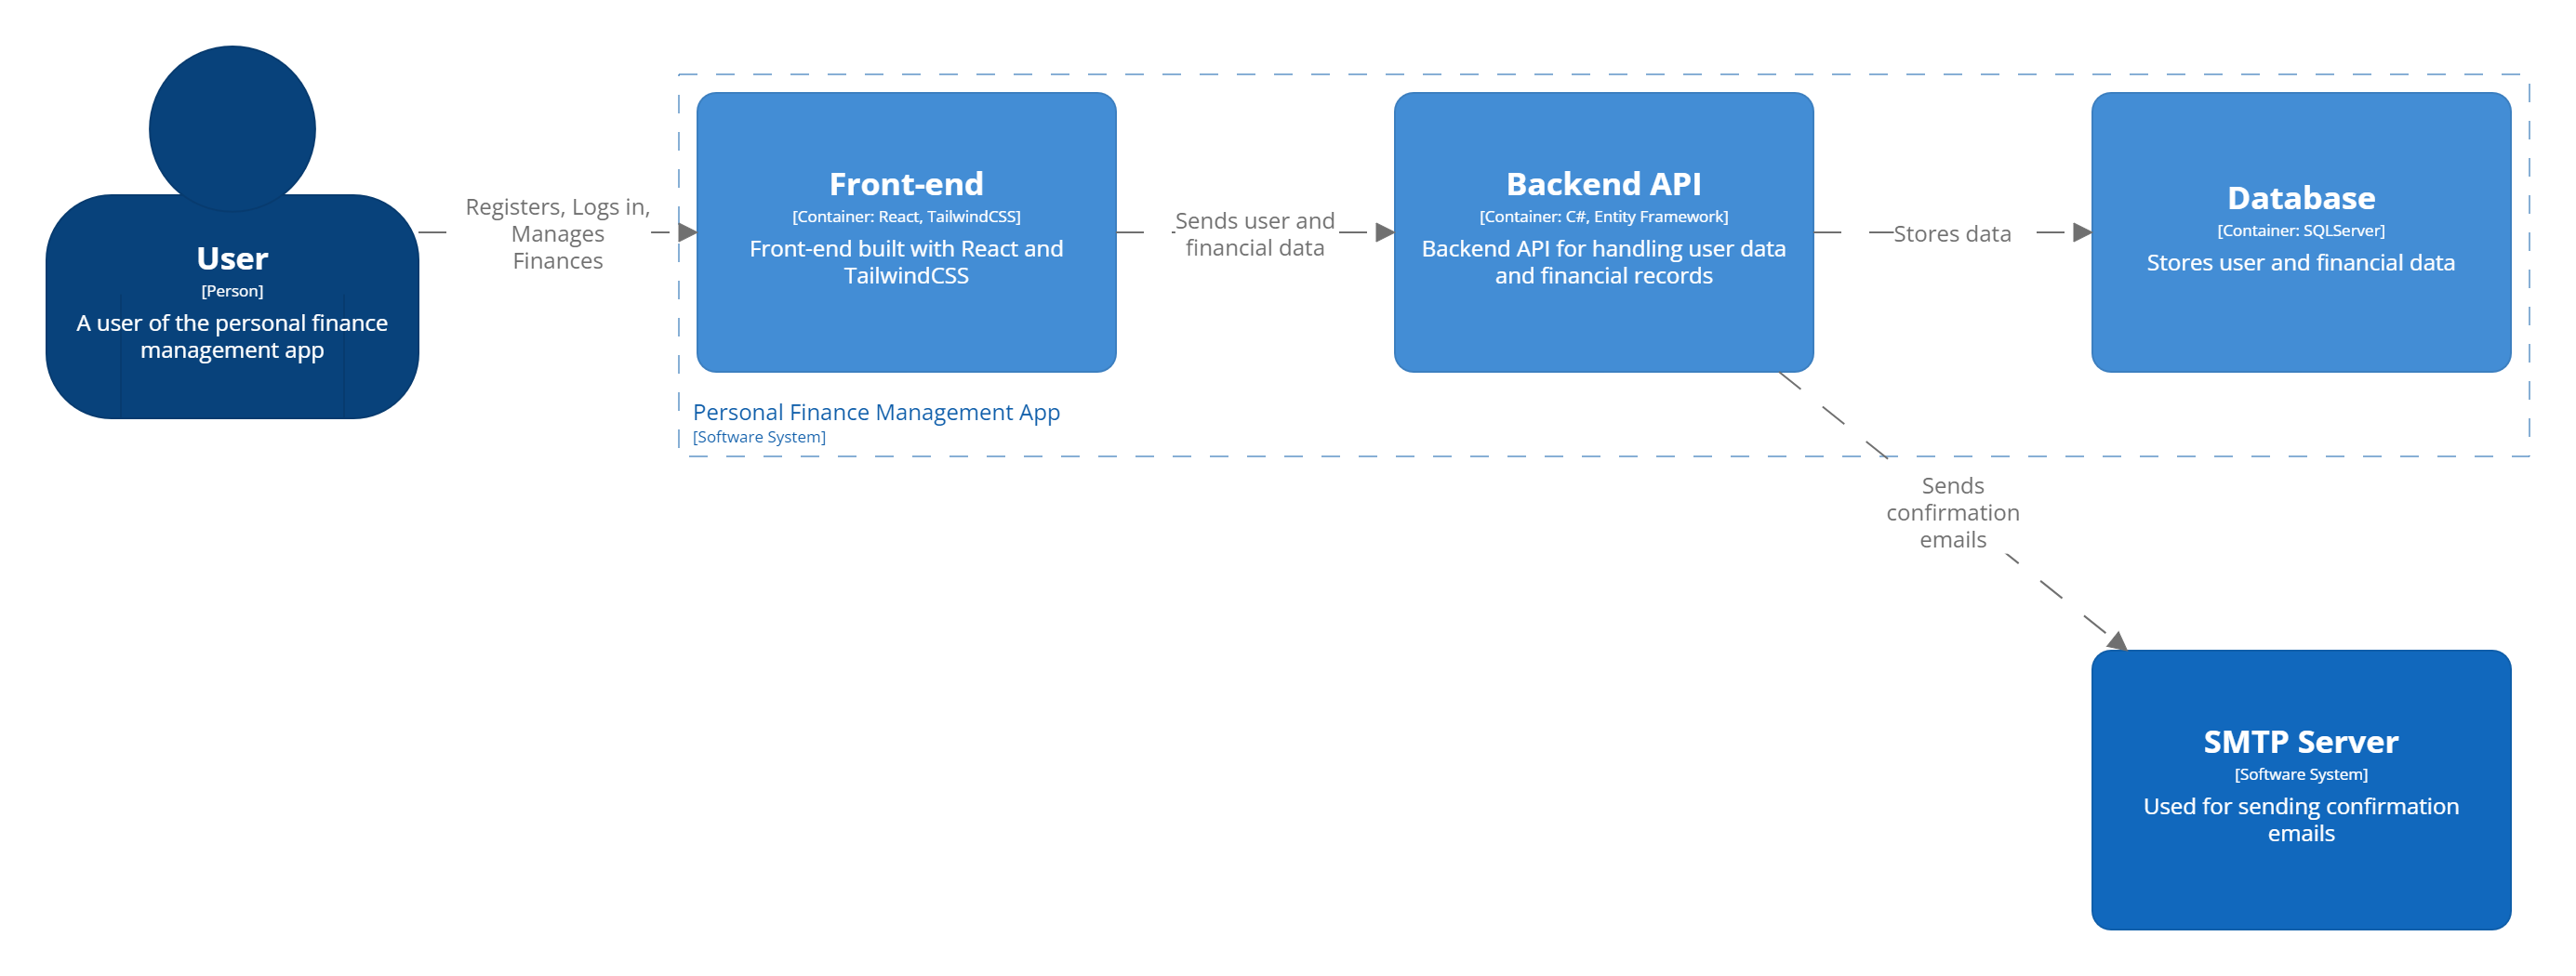 User
[Person]
A user of the personal finance
management app
Registers, Logs in,
Manages
Finances
Front-end
[Container: React, TailwindCSS]
Front-end built with React and
TailwindCSS
Sends user and
financial data
Backend API
[Container: C#, Entity Framework]
Backend API for handling user data
and financial records
Stores data
Database
[Container: SQLServer]
Stores user and financial data
Personal Finance Management App
[Software System]
Sends
confirmation
emails
SMTP Server
[Software System]
Used for sending confirmation
emails